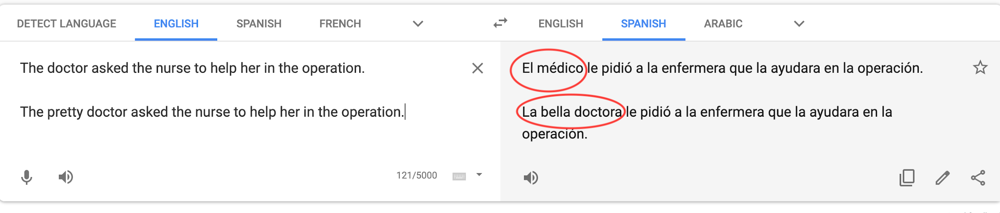 DETECT LANGUAGE ENGLISH SPANISH FRENCH ENGLISH SPANISH ARABIC
The doctor asked the nurse to help her in the operation.
The pretty doctor asked the nurse to help her in the operation.
121/5000
El médico le pidió a la enfermera que la ayudara en la operación.
La bella doctora le pidió a la enfermera que la ayudara en la
operación.